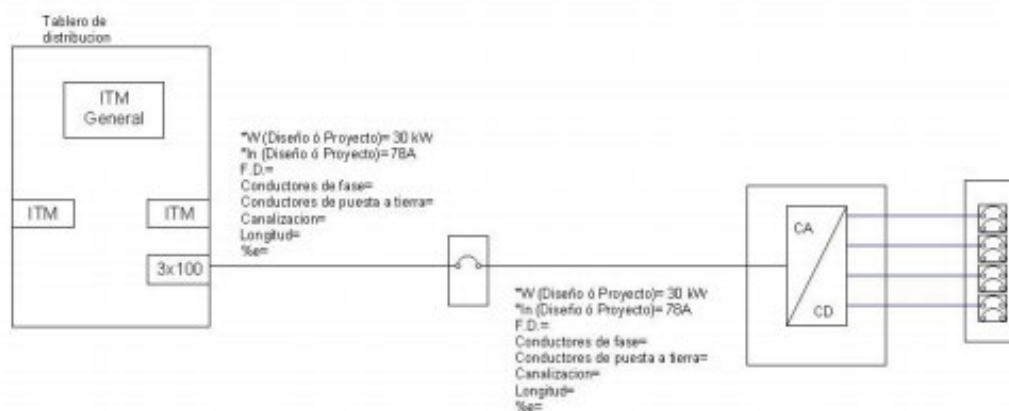 Tablero de
distribucion
ITM
General
*W (Diseño ó Proyecto)= 30 kW
*In (Diseño ó Proyecto)= 78A
F.D.=
Conductores de fase=
Conductores de puesta a tierra=
Canalizacion=
Longitud=
%e=
ITM
ITM
3x100
CA
CD
*W (Diseño ó Proyecto)= 30 kW
*In (Diseño ó Proyecto)= 78A
F.D.=
Conductores de fase=
Conductores de puesta a tierra=
Canalizacion=
Longitud=
%e=